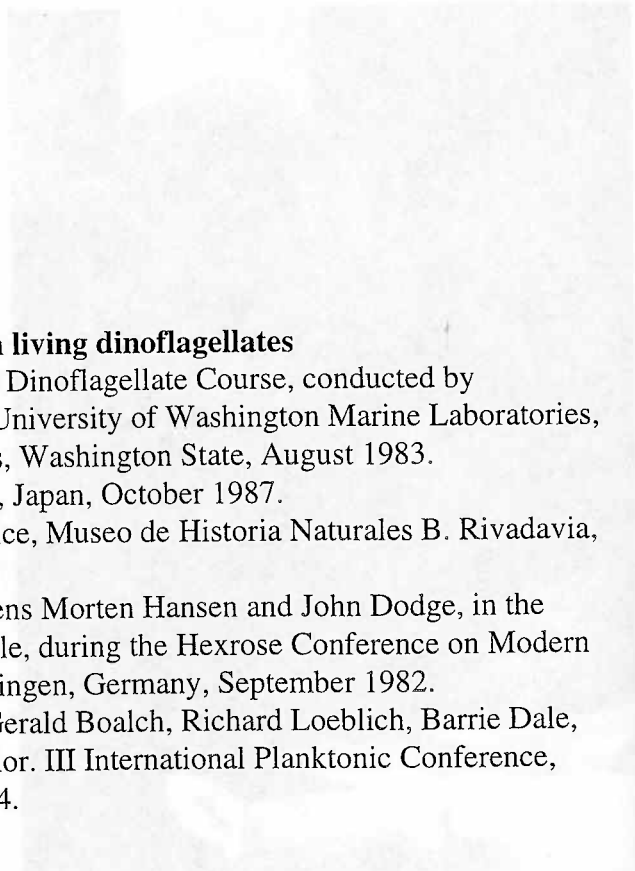 living dinoflagellates
Dinoflagellate Course, conducted by
University of Washington Marine Laboratories,
s, Washington State, August 1983.
, Japan, October 1987.
ce, Museo de Historia Naturales B. Rivadavia,
ens Morten Hansen and John Dodge, in the
le, during the Hexrose Conference on Modern
ingen, Germany, September 1982.
Gerald Boalch, Richard Loeblich, Barrie Dale,
or. III International Planktonic Conference,
4.